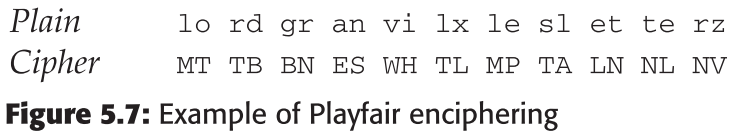 Plain lo rd gr an vi lx le sl et te rz
Cipher MT TB BN ES WH TL MP TA LN NL NV
Figure 5.7: Example of Playfair enciphering